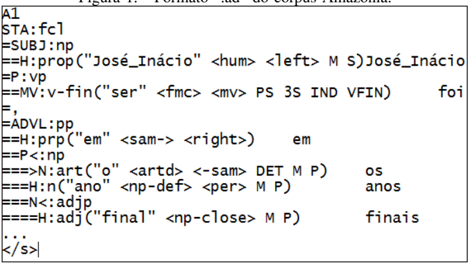 Figura 1. Formato ".ad" do corpus Amazônia.
A1
STA:fcl
=SUBJ:np
==H:prop("José_Inácio" <hum> <left> M S)José_Inácio
=P:vp
==MV:v-fin("ser" <fmc> <mv> PS 3S IND VFIN) foi
=,
=ADVL:pp
==H:prp("em" <sam-> <right>) em
==P<:np
===>N:art("o" <artd> <-sam> DET M P) os
===H:n("ano" <np-def> <per> M P) anos
===N<:adjp
====H:adj("final" <np-close> M P) finais
...
</s>